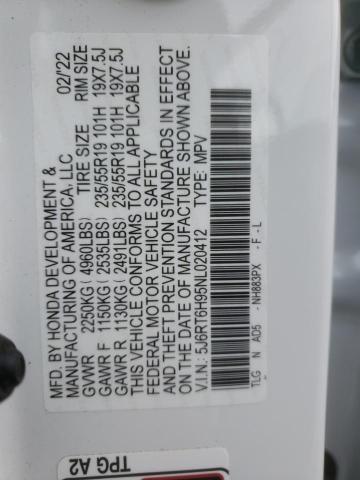 MFD. BY HONDA DEVELOPMENT & 02/'22
MANUFACTURING OF AMERICA, LLC
GVWR 2250KG ( 4960LBS) TIRE SIZE RIM SIZE
GAWR F 1150KG ( 2535LBS) 235/55R19 101H 19X7.5J
GAWR R 1130KG ( 2491LBS) 235/55R19 101H 19X7.5J
THIS VEHICLE CONFORMS TO ALL APPLICABLE
FEDERAL MOTOR VEHICLE SAFETY
AND THEFT PREVENTION STANDARDS IN EFFECT
ON THE DATE OF MANUFACTURE SHOWN ABOVE.
V.I.N.: 5J6RT6H95NL020412 TYPE: MPV
TLG N AD5 - NH883PX - F - L
TPG A2